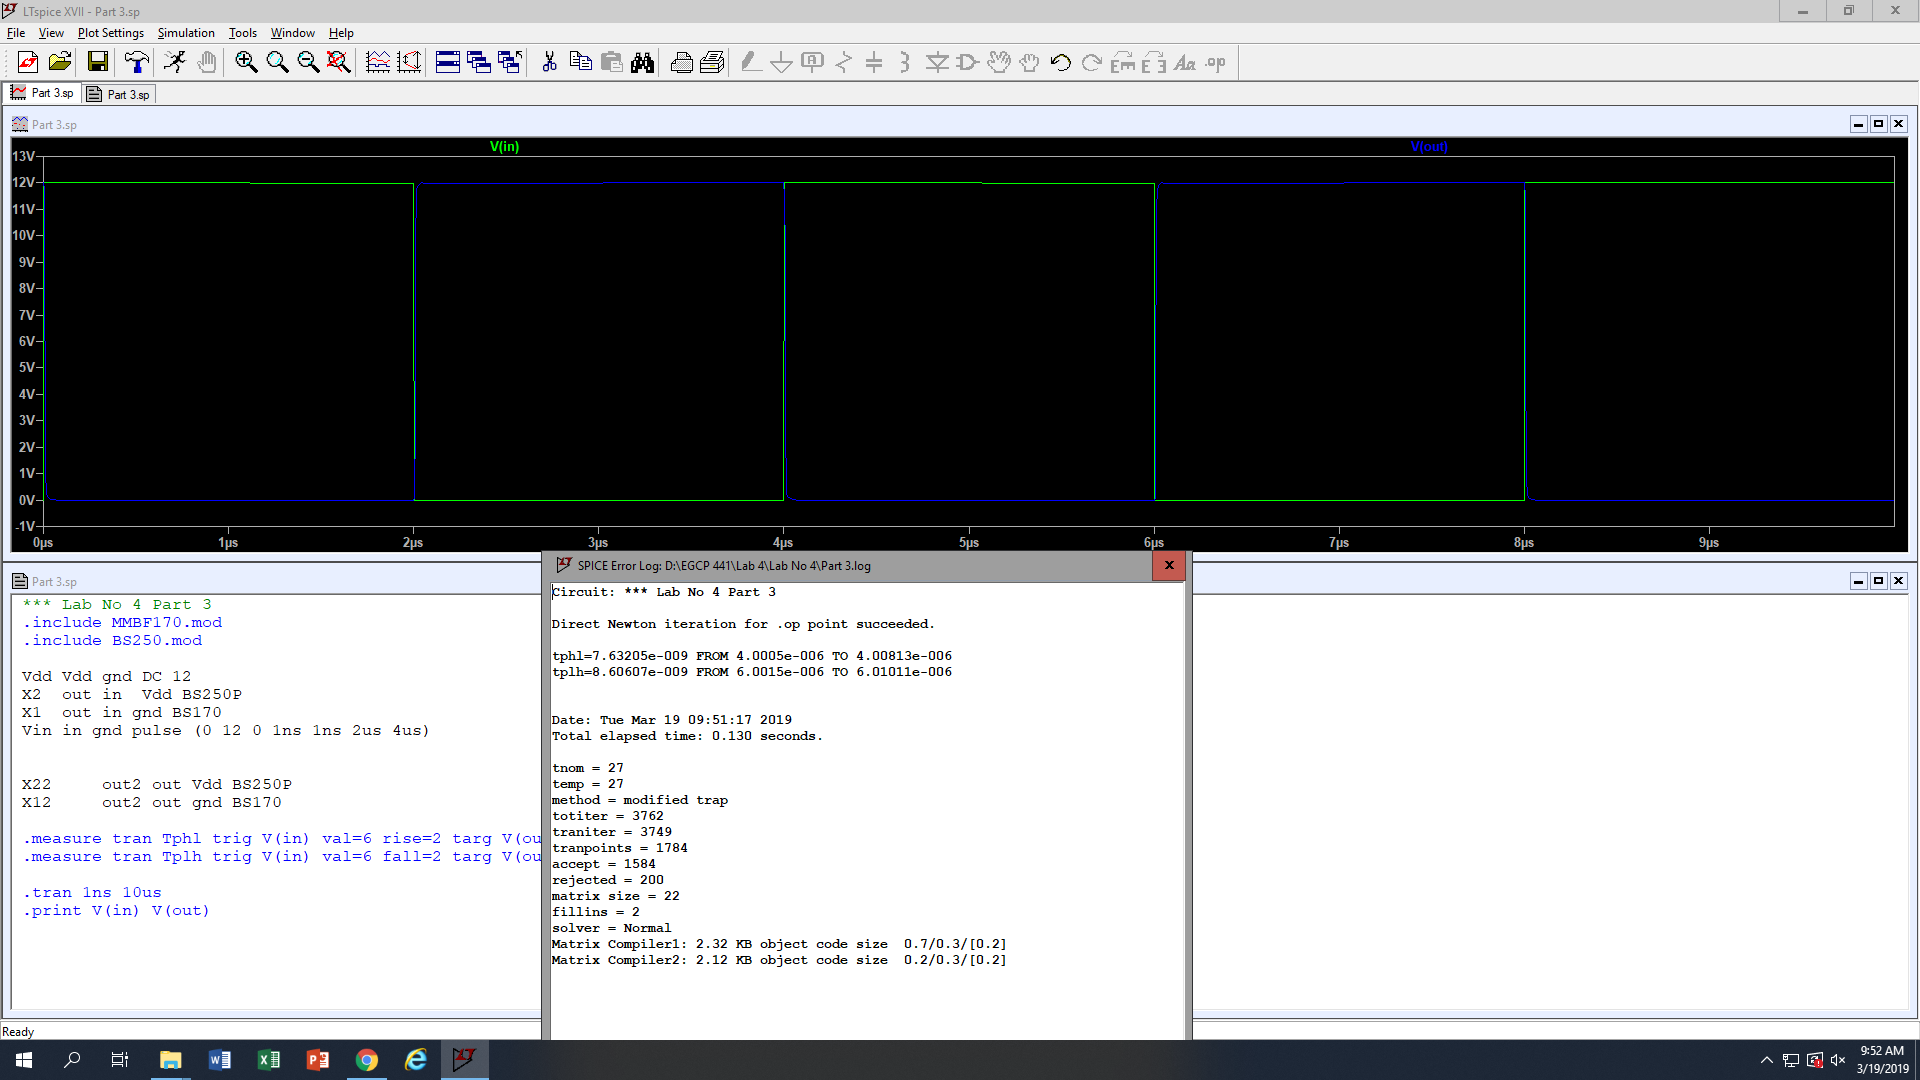 LTspice XVII - Part 3.sp
File View Plot Settings Simulation Tools Window Help
Part 3.sp Part 3.sp
Part 3.sp
V(in) V(out)
13V
12V
11V
10V
9V
8V
7V
6V
5V
4V
3V
2V
1V
0V
-1V
0µs 1µs 2µs 3µs 4µs 5µs 6µs 7µs 8µs 9µs
Part 3.sp
*** Lab No 4 Part 3
.include MMBF170.mod
.include BS250.mod
Vdd Vdd gnd DC 12
X2 out in Vdd BS250P
X1 out in gnd BS170
Vin in gnd pulse (0 12 0 1ns 1ns 2us 4us)
X22 out2 out Vdd BS250P
X12 out2 out gnd BS170
.measure tran Tphl trig V(in) val=6 rise=2 targ V(ou
.measure tran Tplh trig V(in) val=6 fall=2 targ V(ou
.tran 1ns 10us
.print V(in) V(out)
SPICE Error Log: D:\EGCP 441\Lab 4\Lab No 4\Part 3.log
Circuit: *** Lab No 4 Part 3
Direct Newton iteration for .op point succeeded.
tphl=7.63205e-009 FROM 4.0005e-006 TO 4.00813e-006
tplh=8.60607e-009 FROM 6.0015e-006 TO 6.01011e-006
Date: Tue Mar 19 09:51:17 2019
Total elapsed time: 0.130 seconds.
tnom = 27
temp = 27
method = modified trap
totiter = 3762
traniter = 3749
tranpoints = 1784
accept = 1584
rejected = 200
matrix size = 22
fillins = 2
solver = Normal
Matrix Compiler1: 2.32 KB object code size 0.7/0.3/[0.2]
Matrix Compiler2: 2.12 KB object code size 0.2/0.3/[0.2]
Ready
9:52 AM
3/19/2019